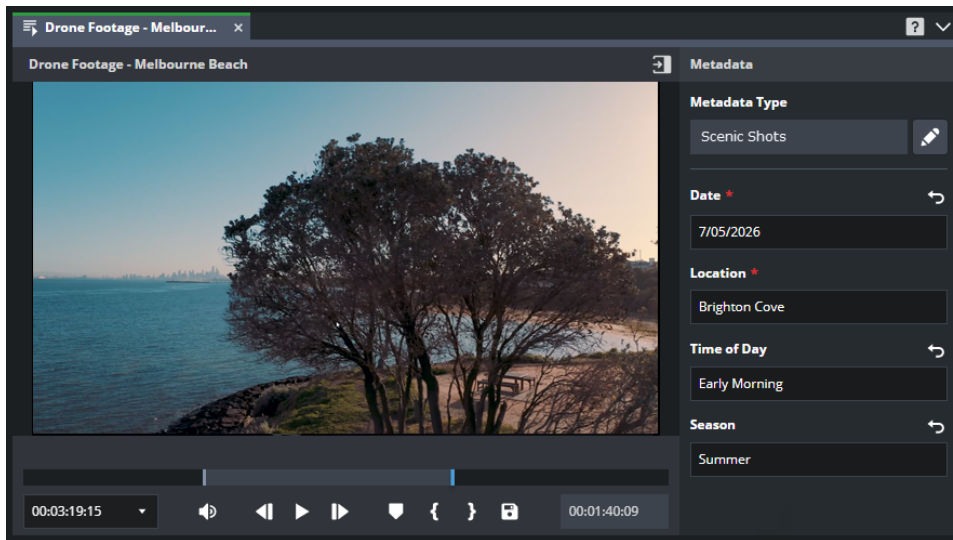 Drone Footage - Melbour...
Drone Footage - Melbourne Beach
Metadata
Metadata Type
Scenic Shots
Date *
7/05/2026
Location *
Brighton Cove
Time of Day
Early Morning
Season
Summer
00:03:19:15
00:01:40:09